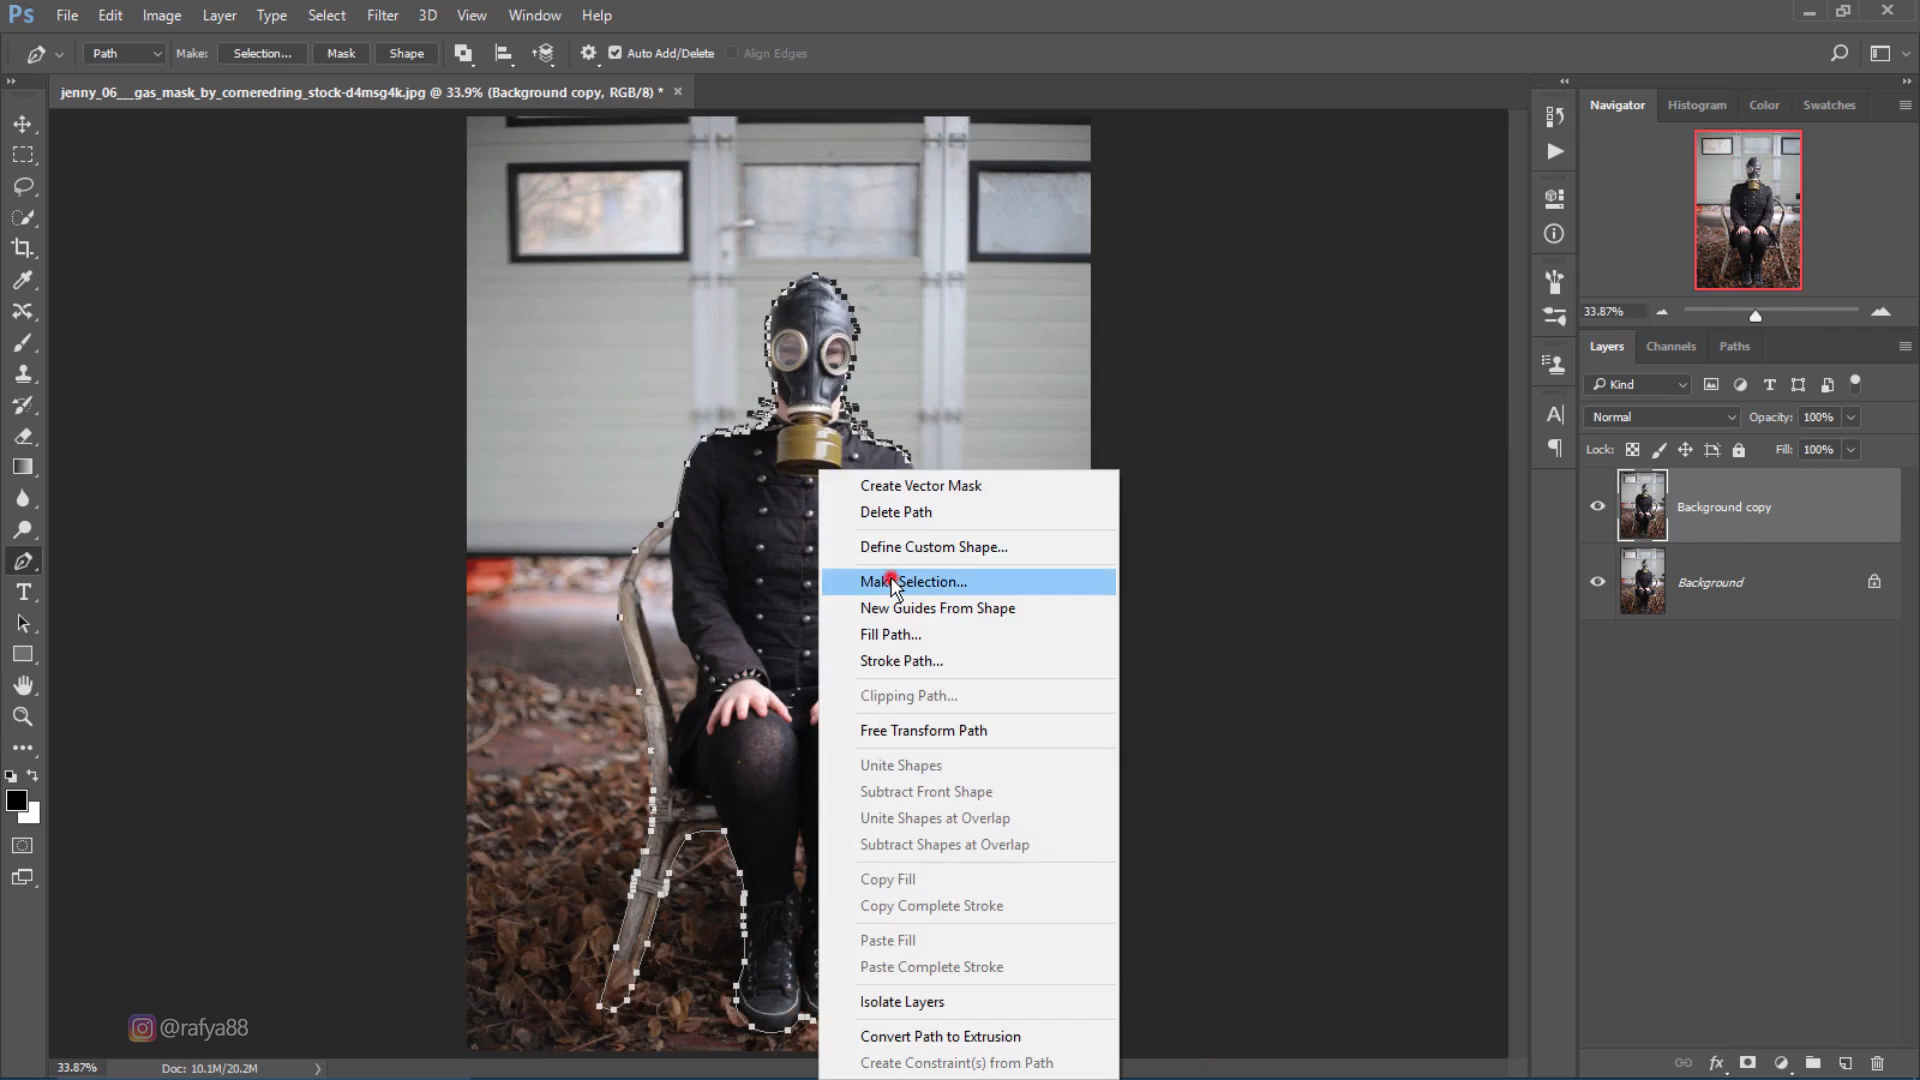 Ps File Edit Image Layer Type Select Filter 3D View Window Help
Path Make: Selection... Mask Shape Auto Add/Delete Align Edges
jenny_06___gas_mask_by_corneredring_stock-d4msg4k.jpg @ 33.9% (Background copy, RGB/8) *
Navigator Histogram Color Swatches
33.87%
Layers Channels Paths
Kind
Normal Opacity: 100%
Lock: Fill: 100%
Background copy
Background
Create Vector Mask
Delete Path
Define Custom Shape...
Make Selection...
New Guides From Shape
Fill Path...
Stroke Path...
Clipping Path...
Free Transform Path
Unite Shapes
Subtract Front Shape
Unite Shapes at Overlap
Subtract Shapes at Overlap
Copy Fill
Copy Complete Stroke
Paste Fill
Paste Complete Stroke
Isolate Layers
Convert Path to Extrusion
Create Constraint(s) from Path
@rafya88
33.87% Doc: 10.1M/20.2M